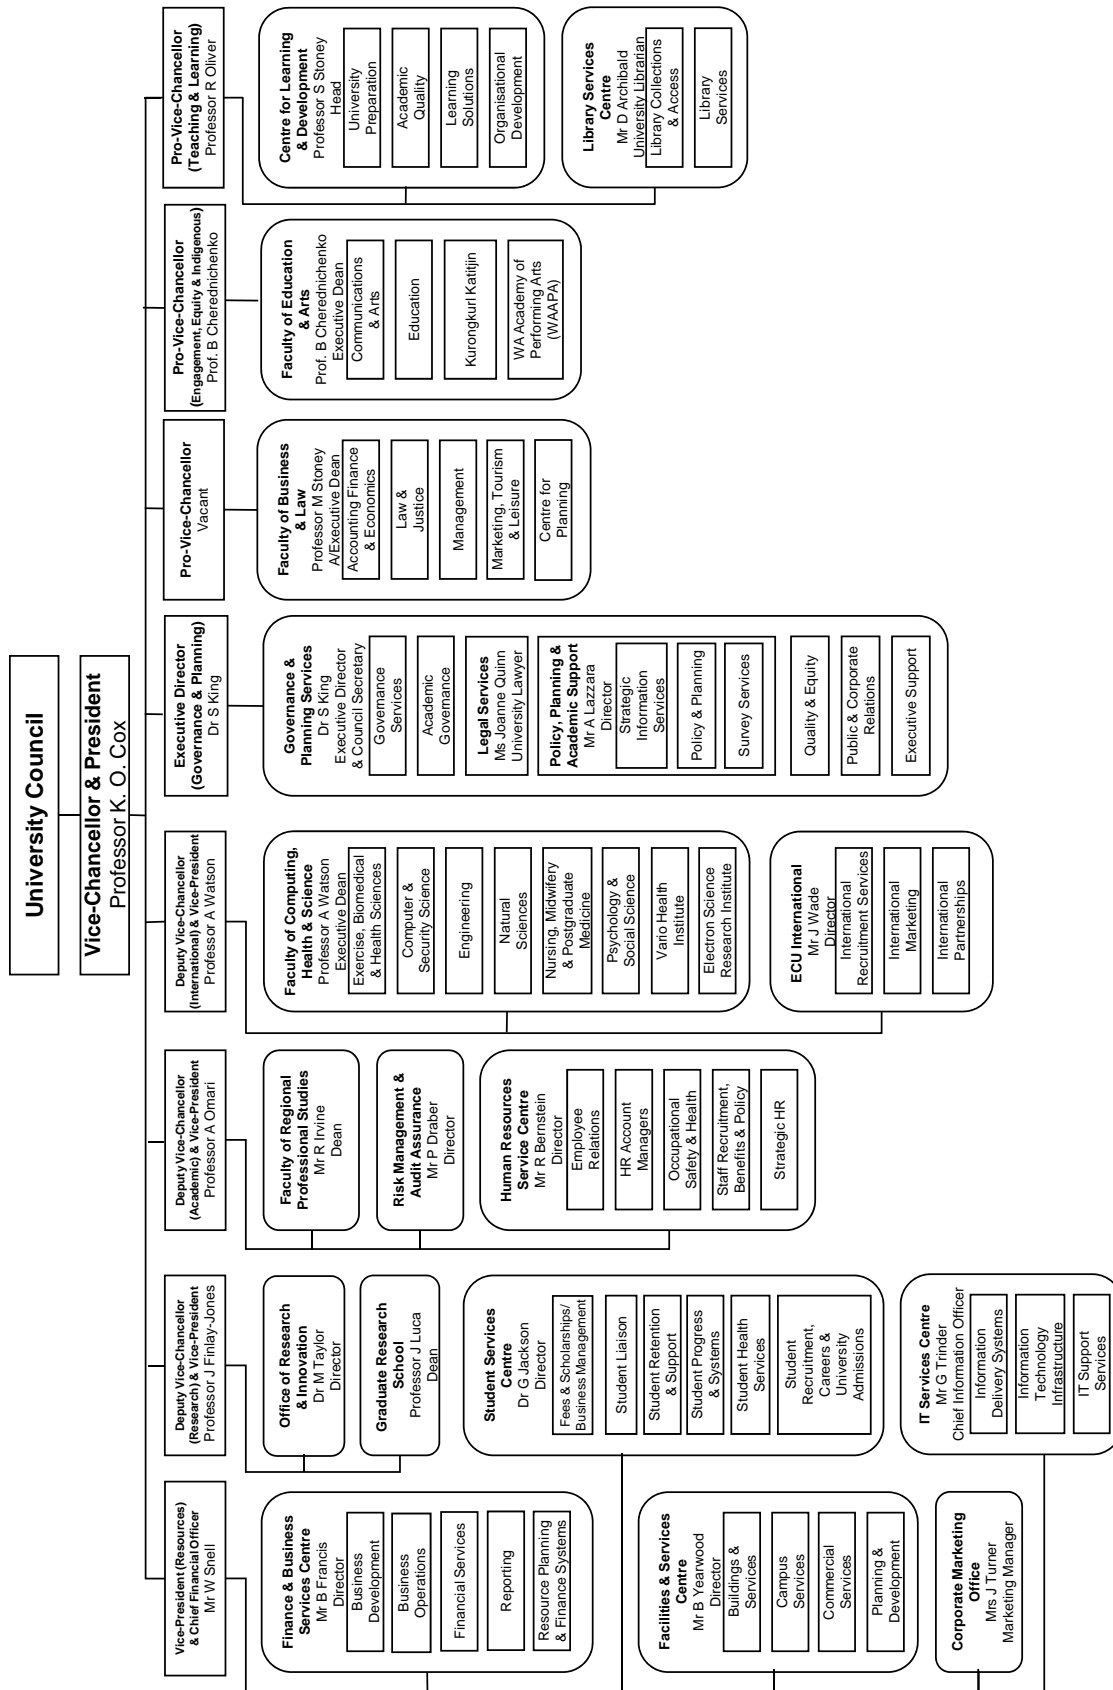 University Council
Vice-Chancellor & President
Professor K. O. Cox
Vice-President (Resources)
& Chief Financial Officer
Mr W Snell
Finance & Business
Services Centre
Mr B Francis
Director
Business
Development
Business
Operations
Financial Services
Reporting
Resource Planning
& Finance Systems
Student Services
Centre
Dr G Jackson
Director
Fees & Scholarships/
Business Management
Student Liaison
Student Retention
& Support
Student Progress
& Systems
Student Health
Services
Student
Recruitment,
Careers &
University
Admissions
Facilities & Services
Centre
Mr B Yearwood
Director
Buildings &
Services
Campus
Services
Commercial
Services
Planning &
Development
Corporate Marketing
Office
Mrs J Turner
Marketing Manager
IT Services Centre
Mr G Trinder
Chief Information Officer
Information
Delivery Systems
Information
Technology
Infrastructure
IT Support
Services
Deputy Vice-Chancellor
(Research) & Vice-President
Professor J Finlay-Jones
Office of Research
& Innovation
Dr M Taylor
Director
Graduate Research
School
Professor J Luca
Dean
Deputy Vice-Chancellor
(Academic) & Vice-President
Professor A Omari
Faculty of Regional
Professional Studies
Mr R Irvine
Dean
Risk Management &
Audit Assurance
Mr P Draber
Director
Human Resources
Service Centre
Mr R Bernstein
Director
Employee
Relations
HR Account
Managers
Occupational
Safety & Health
Staff Recruitment,
Benefits & Policy
Strategic HR
Deputy Vice-Chancellor
(International) & Vice-President
Professor A Watson
Faculty of Computing,
Health & Science
Professor A Watson
Executive Dean
Exercise, Biomedical
& Health Sciences
Computer &
Security Science
Engineering
Natural
Sciences
Nursing, Midwifery
& Postgraduate
Medicine
Psychology &
Social Science
Vario Health
Institute
Electron Science
Research Institute
ECU International
Mr J Wade
Director
International
Recruitment Services
International
Marketing
International
Partnerships
Executive Director
(Governance & Planning)
Dr S King
Governance &
Planning Services
Dr S King
Executive Director
& Council Secretary
Governance
Services
Academic
Governance
Legal Services
Ms Joanne Quinn
University Lawyer
Policy, Planning &
Academic Support
Mr A Lazzara
Director
Strategic
Information
Services
Policy & Planning
Survey Services
Quality & Equity
Public & Corporate
Relations
Executive Support
Pro-Vice-Chancellor
Vacant
Faculty of Business
& Law
Professor M Stoney
A/Executive Dean
Accounting Finance
& Economics
Law &
Justice
Management
Marketing, Tourism
& Leisure
Centre for
Planning
Pro-Vice-Chancellor
(Engagement, Equity & Indigenous)
Prof. B Cherednichenko
Faculty of Education
& Arts
Prof. B Cherednichenko
Executive Dean
Communications
& Arts
Education
Kurongkurl Katitjin
WA Academy of
Performing Arts
(WAAPA)
Pro-Vice-Chancellor
(Teaching & Learning)
Professor R Oliver
Centre for Learning
& Development
Professor S Stoney
Head
University
Preparation
Academic
Quality
Learning
Solutions
Organisational
Development
Library Services
Centre
Mr D Archibald
University Librarian
Library Collections
& Access
Library
Services